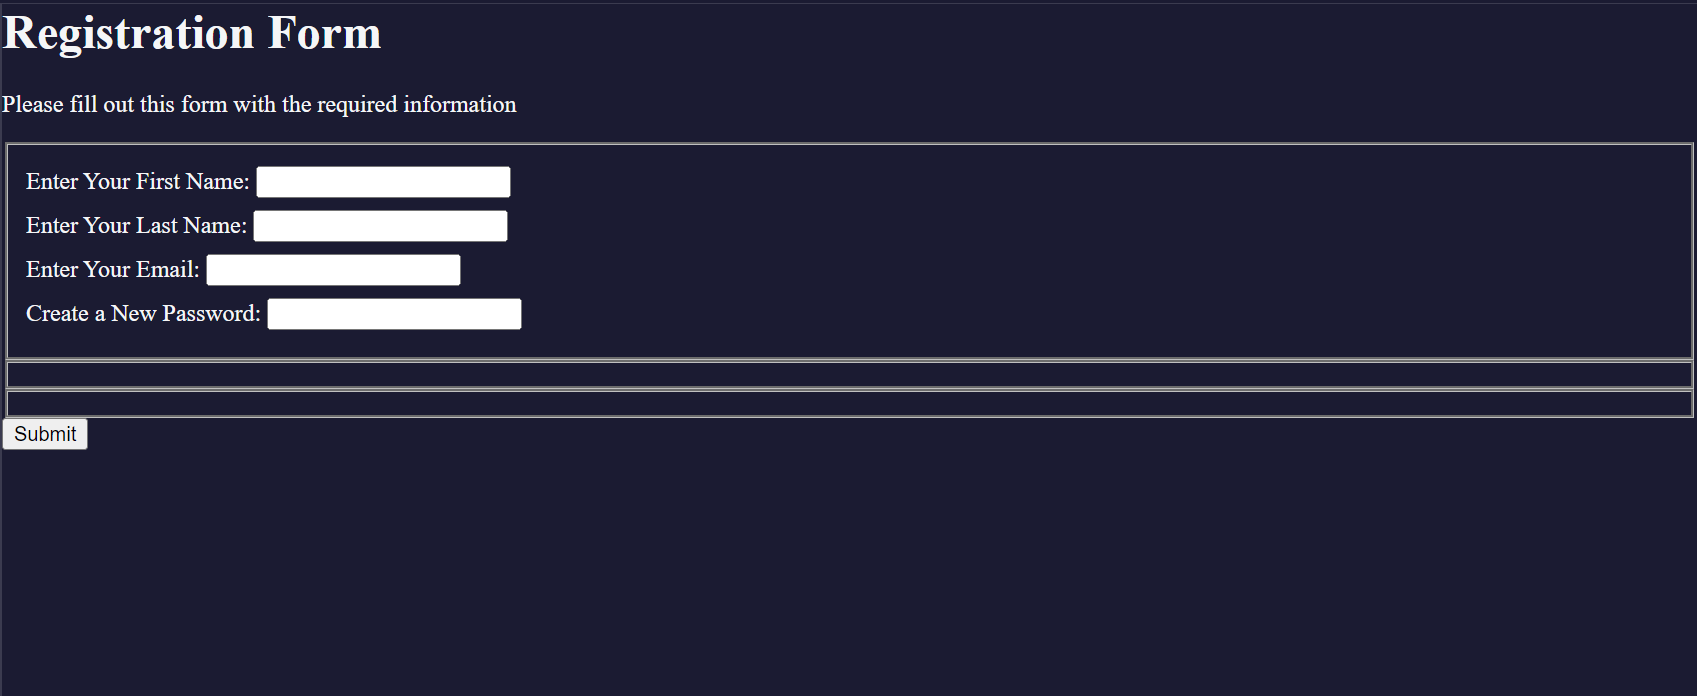 Registration Form
Please fill out this form with the required information
Enter Your First Name:
Enter Your Last Name:
Enter Your Email:
Create a New Password:
Submit